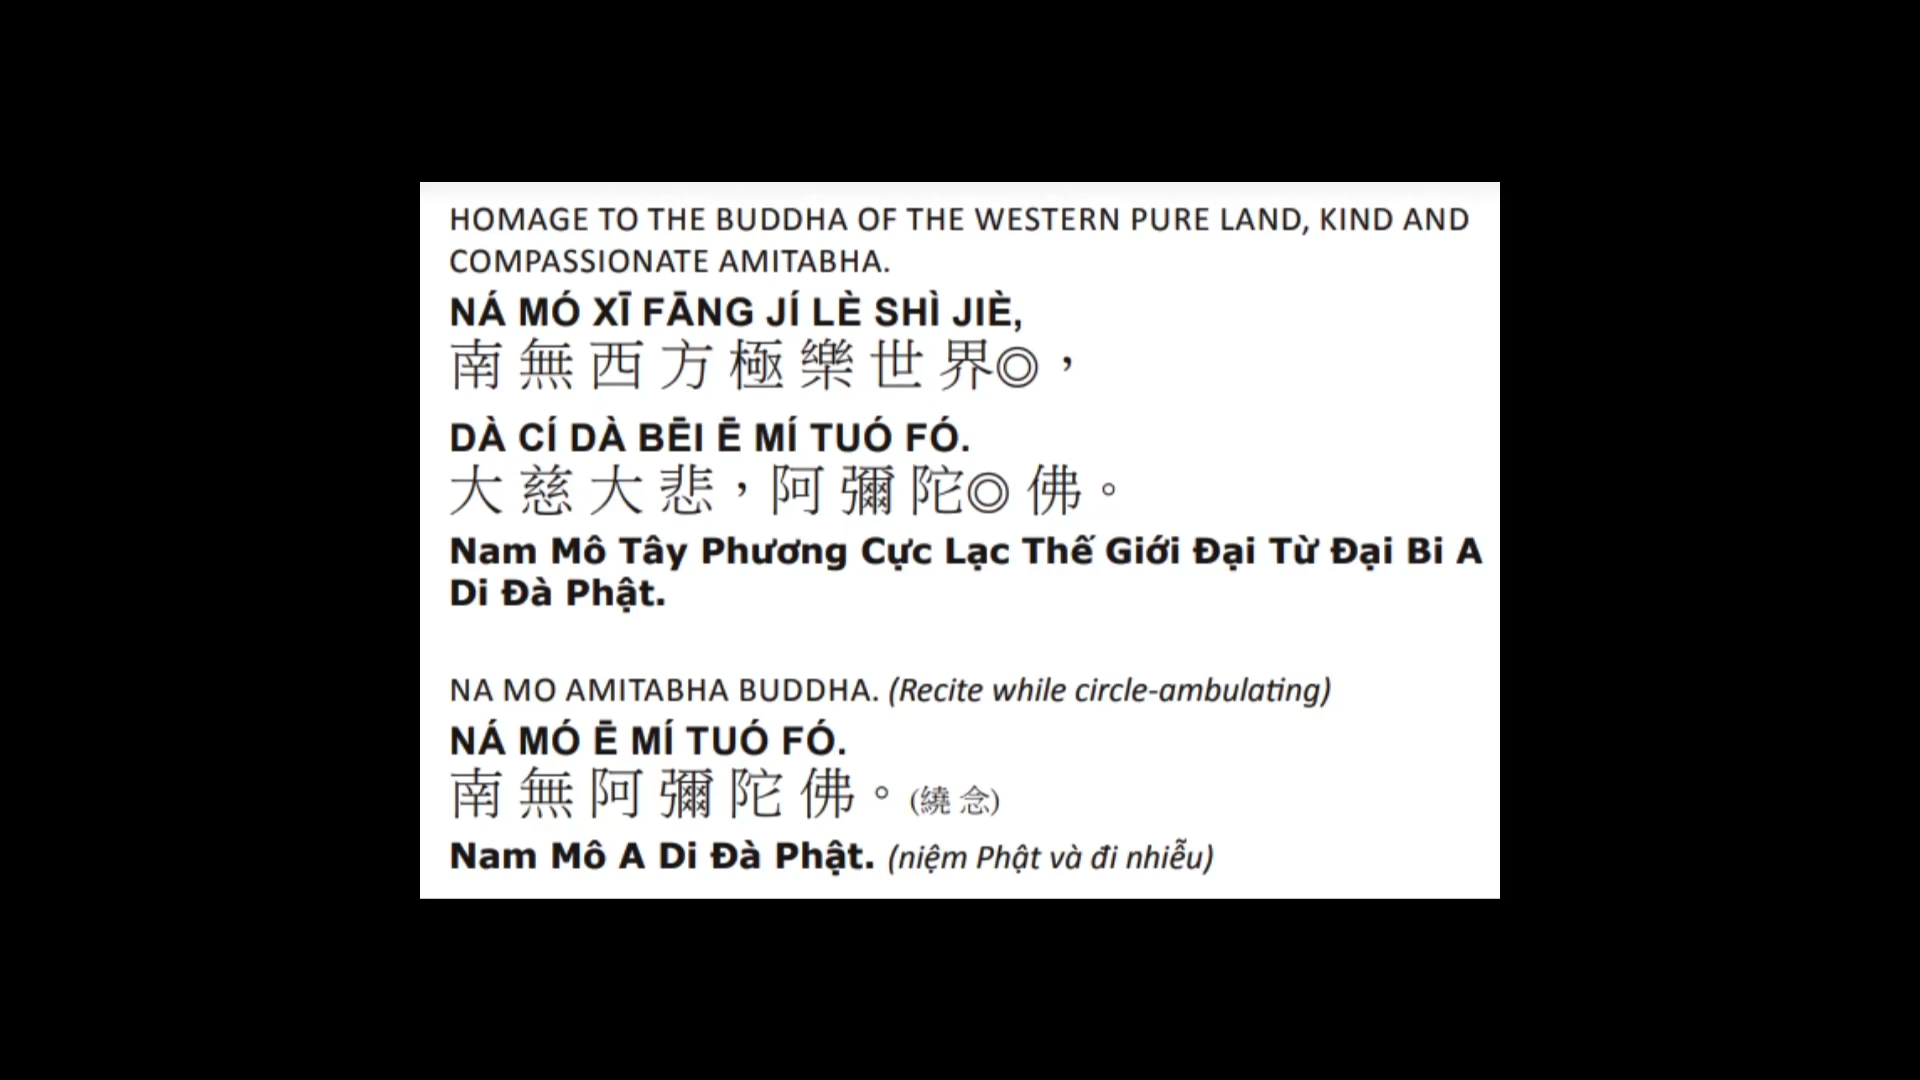 HOMAGE TO THE BUDDHA OF THE WESTERN PURE LAND, KIND AND
COMPASSIONATE AMITABHA.
NÁ MÓ XĪ FĀNG JÍ LÈ SHÌ JIÈ,
南 無 西 方 極 樂 世 界◎，
DÀ CÍ DÀ BĒI Ē MÍ TUÓ FÓ.
大 慈 大 悲，阿 彌 陀◎ 佛。
Nam Mô Tây Phương Cực Lạc Thế Giới Đại Từ Đại Bi A
Di Đà Phật.
NA MO AMITABHA BUDDHA. (Recite while circle-ambulating)
NÁ MÓ Ē MÍ TUÓ FÓ.
南 無 阿 彌 陀 佛。(繞 念)
Nam Mô A Di Đà Phật. (niệm Phật và đi nhiễu)